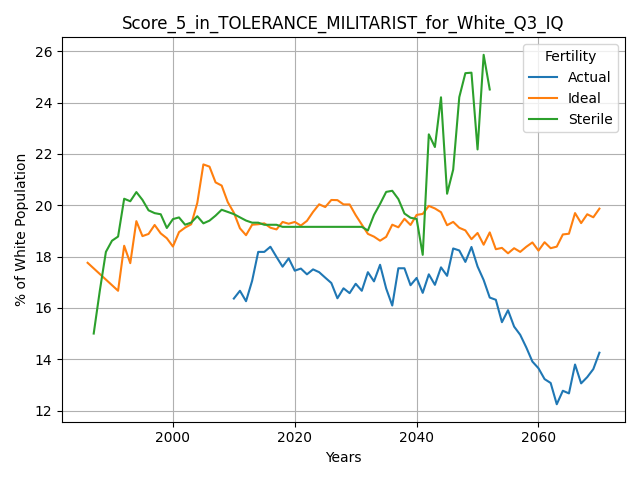 Score_5_in_TOLERANCE_MILITARIST_for_White_Q3_IQ
26
24
22
20
18
16
14
12
% of White Population
Fertility
Actual
Ideal
Sterile
2000
2020
2040
2060
Years